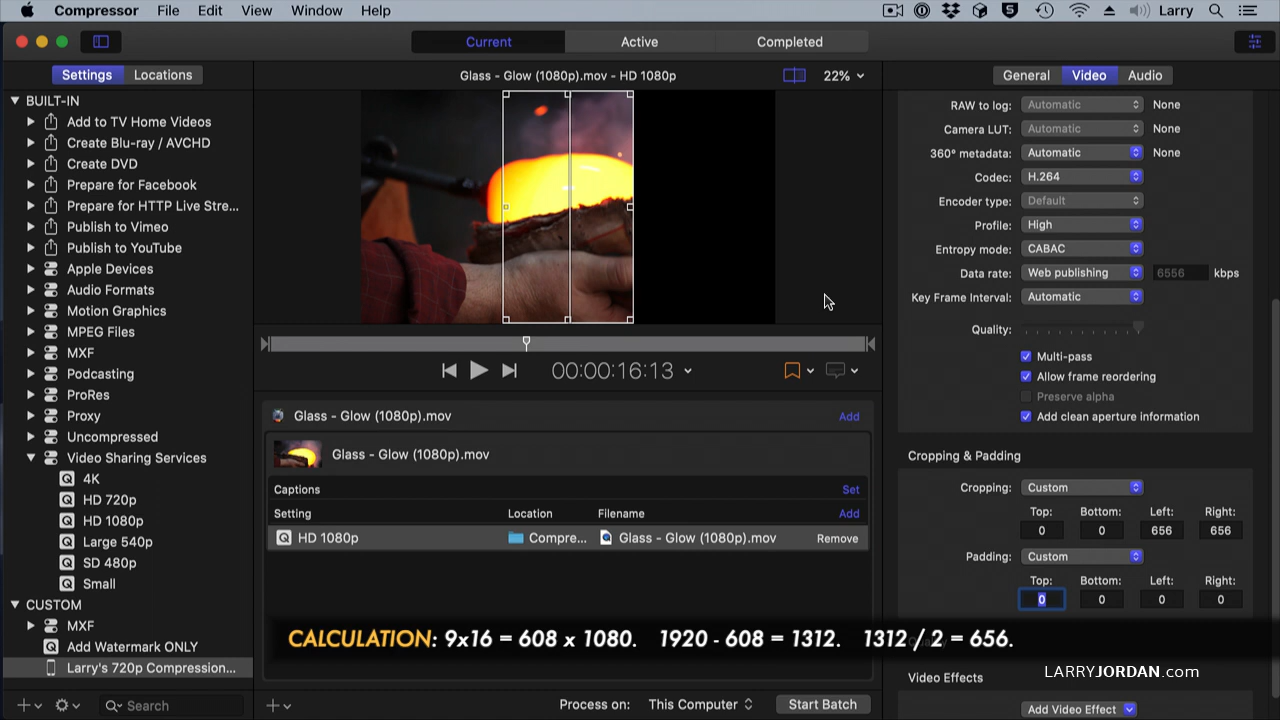 Compressor File Edit View Window Help Larry
Current Active Completed
Settings Locations
Glass - Glow (1080p).mov - HD 1080p 22%
General Video Audio
BUILT-IN
Add to TV Home Videos
Create Blu-ray / AVCHD
Create DVD
Prepare for Facebook
Prepare for HTTP Live Stre...
Publish to Vimeo
Publish to YouTube
Apple Devices
Audio Formats
Motion Graphics
MPEG Files
MXF
Podcasting
ProRes
Proxy
Uncompressed
Video Sharing Services
4K
HD 720p
HD 1080p
Large 540p
SD 480p
Small
CUSTOM
MXF
Add Watermark ONLY
Larry's 720p Compression...
Search
00:00:16:13
Glass - Glow (1080p).mov Add
Glass - Glow (1080p).mov
Captions Set
Setting Location Filename Add
HD 1080p Compre... Glass - Glow (1080p).mov Remove
Process on: This Computer Start Batch
RAW to log: Automatic None
Camera LUT: Automatic None
360° metadata: Automatic None
Codec: H.264
Encoder type: Default
Profile: High
Entropy mode: CABAC
Data rate: Web publishing 6556 kbps
Key Frame Interval: Automatic
Quality:
Multi-pass
Allow frame reordering
Preserve alpha
Add clean aperture information
Cropping & Padding
Cropping: Custom
Top: Bottom: Left: Right:
0 0 656 656
Padding: Custom
Top: Bottom: Left: Right:
0 0 0 0
CALCULATION: 9x16 = 608 x 1080. 1920 - 608 = 1312. 1312 / 2 = 656.
LARRYJORDAN.com
Video Effects
Add Video Effect